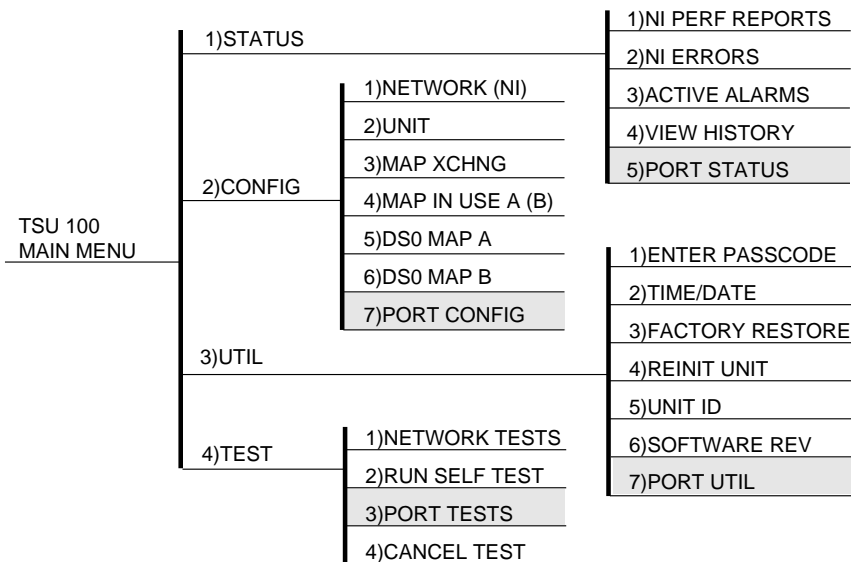 TSU 100
MAIN MENU
1)STATUS
1)NI PERF REPORTS
2)NI ERRORS
3)ACTIVE ALARMS
4)VIEW HISTORY
5)PORT STATUS
2)CONFIG
1)NETWORK (NI)
2)UNIT
3)MAP XCHNG
4)MAP IN USE A (B)
5)DS0 MAP A
6)DS0 MAP B
7)PORT CONFIG
3)UTIL
1)ENTER PASSCODE
2)TIME/DATE
3)FACTORY RESTORE
4)REINIT UNIT
5)UNIT ID
6)SOFTWARE REV
7)PORT UTIL
4)TEST
1)NETWORK TESTS
2)RUN SELF TEST
3)PORT TESTS
4)CANCEL TEST